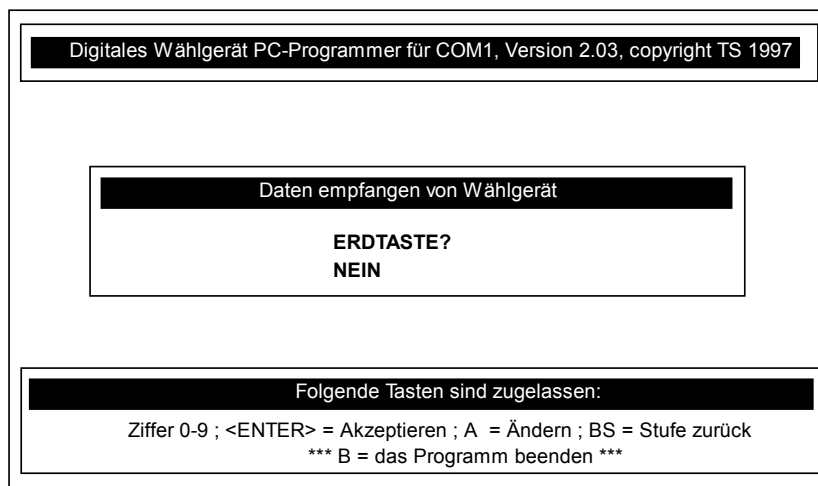 Digitales Wählgerät PC-Programmer für COM1, Version 2.03, copyright TS 1997
Daten empfangen von Wählgerät
ERDTASTE?
NEIN
Folgende Tasten sind zugelassen:
Ziffer 0-9 ; <ENTER> = Akzeptieren ; A = Ändern ; BS = Stufe zurück
*** B = das Programm beenden ***